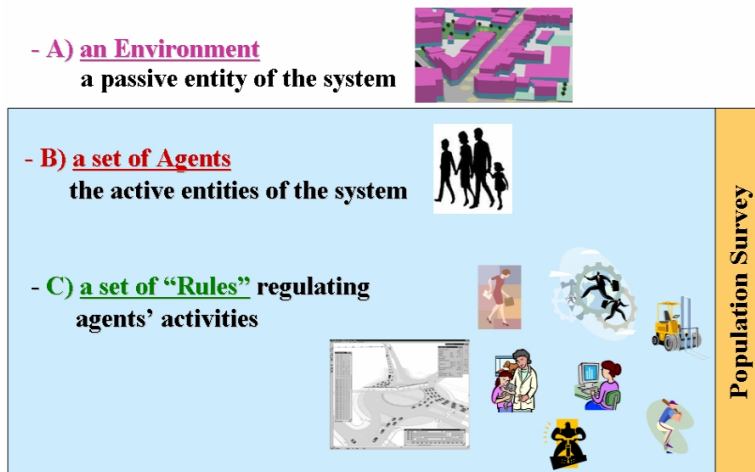 - A) an Environment
a passive entity of the system
- B) a set of Agents
the active entities of the system
- C) a set of “Rules” regulating
agents’ activities
Population Survey